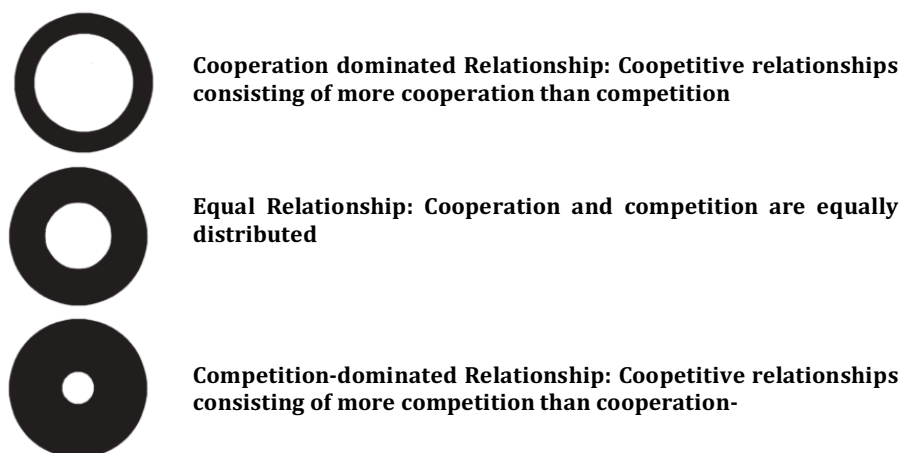 Cooperation dominated Relationship: Coopetitive relationships
consisting of more cooperation than competition
Equal Relationship: Cooperation and competition are equally
distributed
Competition-dominated Relationship: Coopetitive relationships
consisting of more competition than cooperation-